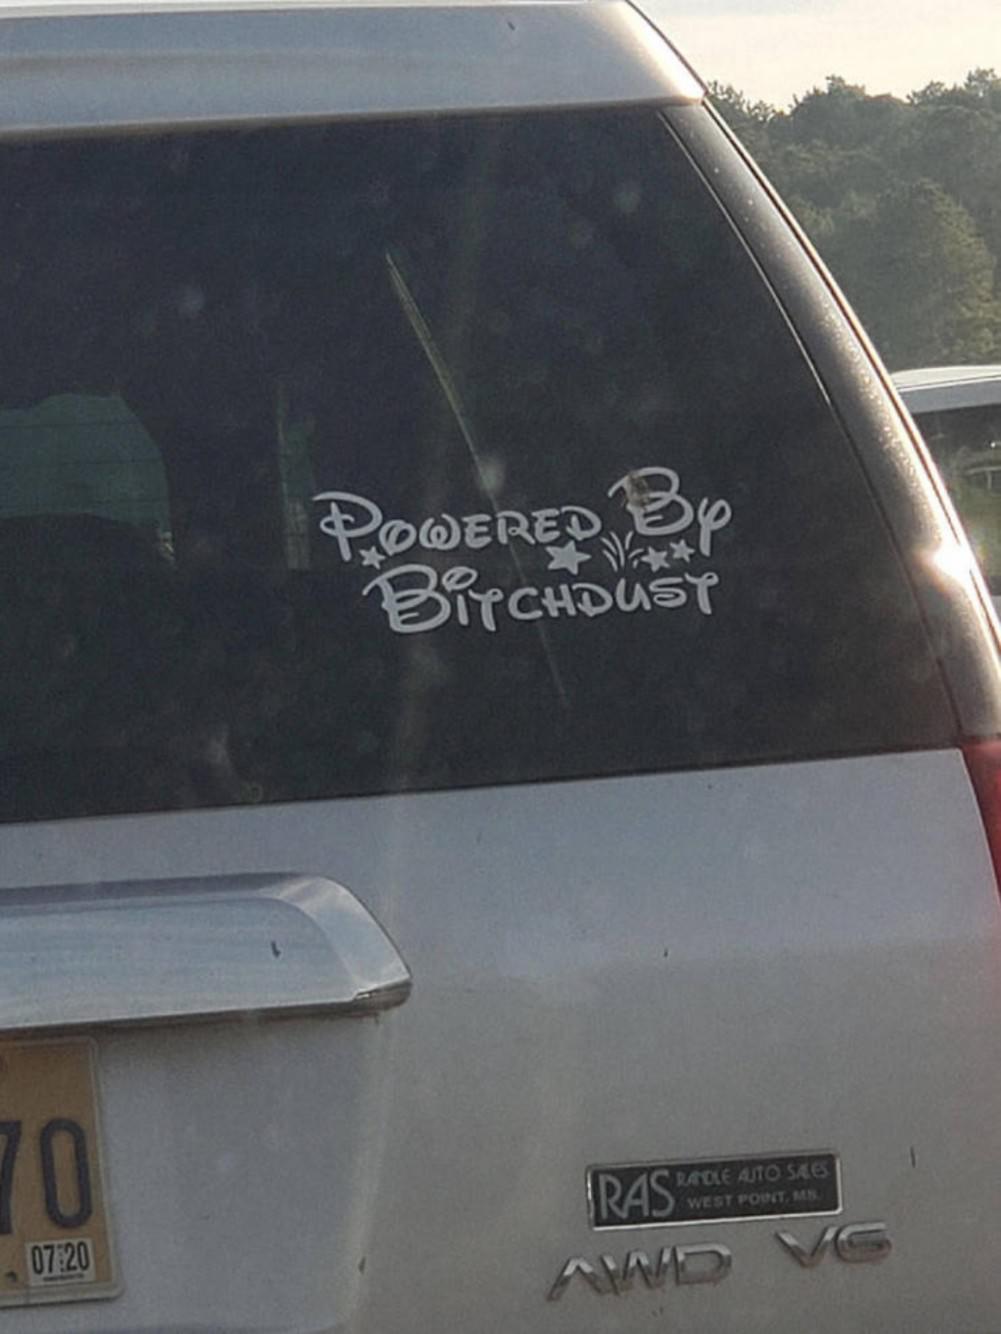 Powered By
Bitchdust
RAS RANDLE AUTO SALES
WEST POINT, MS.
AWD V6
70
07 20